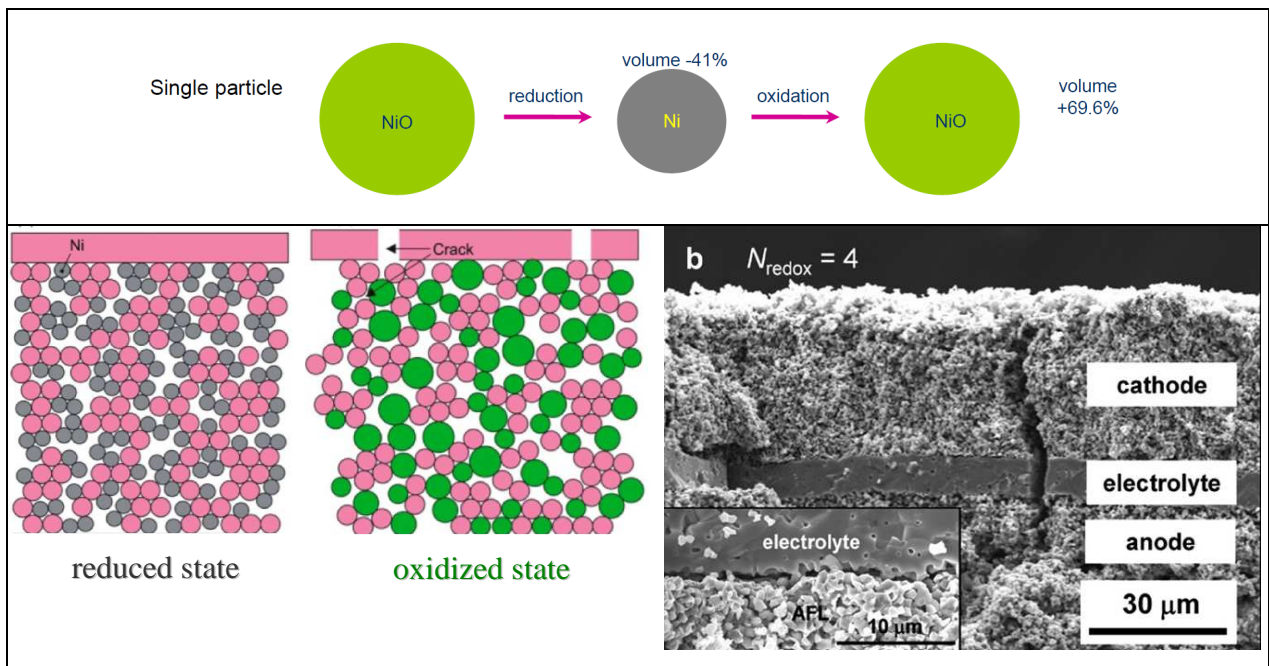 volume -41%
Single particle
reduction
oxidation
volume
+69.6%
NiO
Ni
NiO
Ni
Crack
reduced state
oxidized state
b
N redox = 4
cathode
electrolyte
anode
30 μm
electrolyte
AFL
10 μm